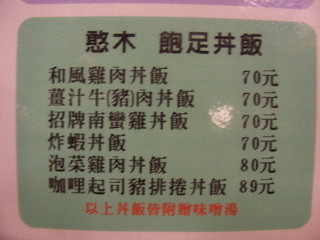 憨木 飽足丼飯
和風雞肉丼飯 70元
薑汁牛(豬)肉丼飯 70元
招牌南蠻雞丼飯 70元
炸蝦丼飯 70元
泡菜雞肉丼飯 80元
咖哩起司豬排捲丼飯 89元
以上丼飯皆附贈味噌湯